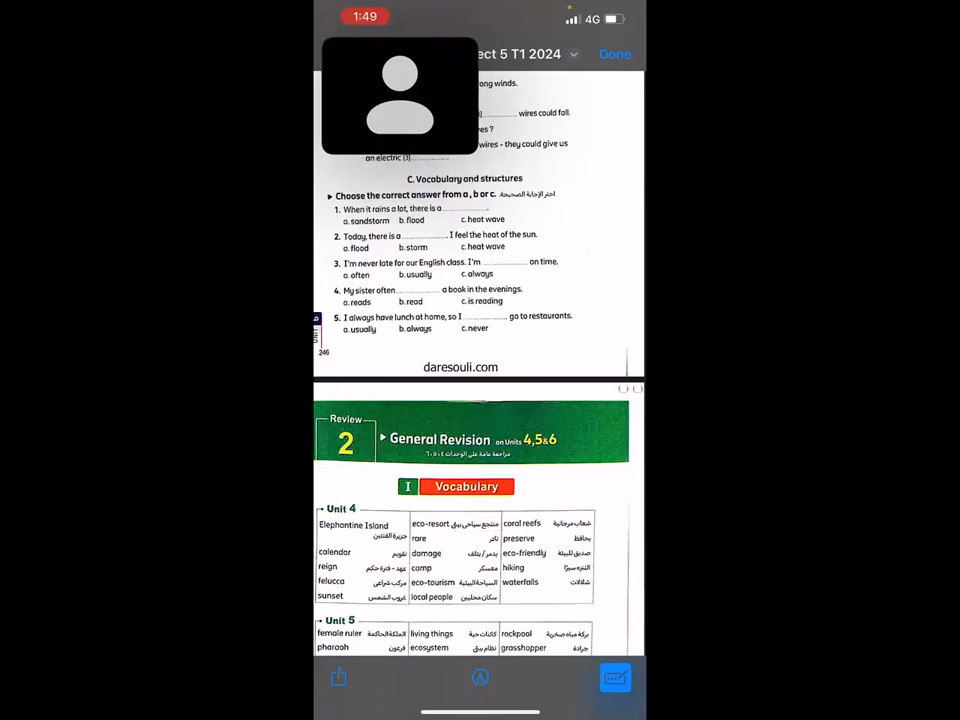 1:49
4G
ect 5 T1 2024
Done
ong winds.
wires could fall.
ves ?
wires - they could give us
an electric (3) ..............
C. Vocabulary and structures
► Choose the correct answer from a , b or c. اختر الإجابة الصحيحة.
1. When it rains a lot, there is a ..............
a. sandstorm b. flood c. heat wave
2. Today, there is a .............. . I feel the heat of the sun.
a. flood b. storm c. heat wave
3. I'm never late for our English class. I'm .............. on time.
a. often b. usually c. always
4. My sister often .............. a book in the evenings.
a. reads b. read c. is reading
5. I always have lunch at home, so I .............. go to restaurants.
a. usually b. always c. never
UNIT
246
daresouli.com
Review
2
► General Revision on Units 4,5&6
مراجعة عامة على الوحدات ٤ ، ٥ ، ٦
I Vocabulary
Unit 4
Elephantine Island جزيرة الفنتين eco-resort منتجع سياحى بيئى coral reefs شعاب مرجانية
rare نادر preserve يحافظ
calendar تقويم damage يدمر / يتلف eco-friendly صديق للبيئة
reign عهد - فترة حكم camp معسكر hiking التنزه سيرًا
felucca مركب شراعى eco-tourism السياحة البيئية waterfalls شلالات
sunset غروب الشمس local people سكان محليين
Unit 5
female ruler الملكة الحاكمة living things كائنات حية rockpool بركة مياه صخرية
pharaoh فرعون ecosystem نظام بيئى grasshopper جرادة